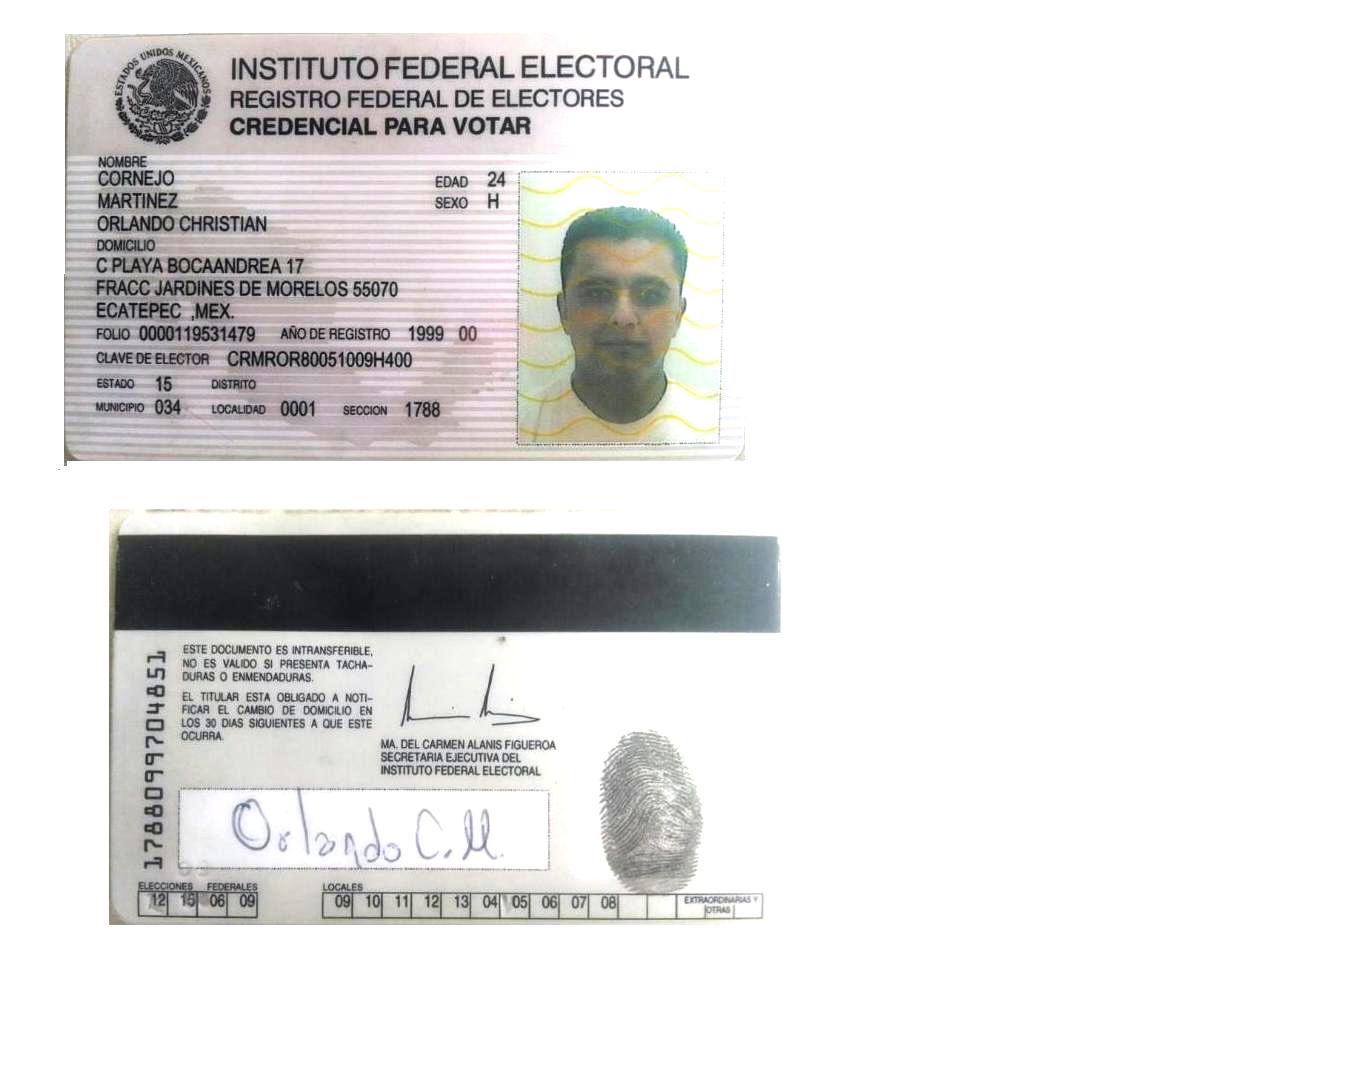 ESTADOS UNIDOS MEXICANOS
INSTITUTO FEDERAL ELECTORAL
REGISTRO FEDERAL DE ELECTORES
CREDENCIAL PARA VOTAR
NOMBRE
CORNEJO
EDAD 24
MARTINEZ
SEXO H
ORLANDO CHRISTIAN
DOMICILIO
C PLAYA BOCAANDREA 17
FRACC JARDINES DE MORELOS 55070
ECATEPEC ,MEX.
FOLIO 0000119531479 AÑO DE REGISTRO 1999 00
CLAVE DE ELECTOR CRMROR80051009H400
ESTADO 15 DISTRITO
MUNICIPIO 034 LOCALIDAD 0001 SECCION 1788
1788099704851
ESTE DOCUMENTO ES INTRANSFERIBLE,
NO ES VALIDO SI PRESENTA TACHA-
DURAS O ENMENDADURAS.
EL TITULAR ESTA OBLIGADO A NOTI-
FICAR EL CAMBIO DE DOMICILIO EN
LOS 30 DIAS SIGUIENTES A QUE ESTE
OCURRA.
MA. DEL CARMEN ALANIS FIGUEROA
SECRETARIA EJECUTIVA DEL
INSTITUTO FEDERAL ELECTORAL
Orlando C.M.
ELECCIONES FEDERALES LOCALES
12 15 06 09 09 10 11 12 13 04 05 06 07 08 EXTRAORDINARIAS Y
OTRAS